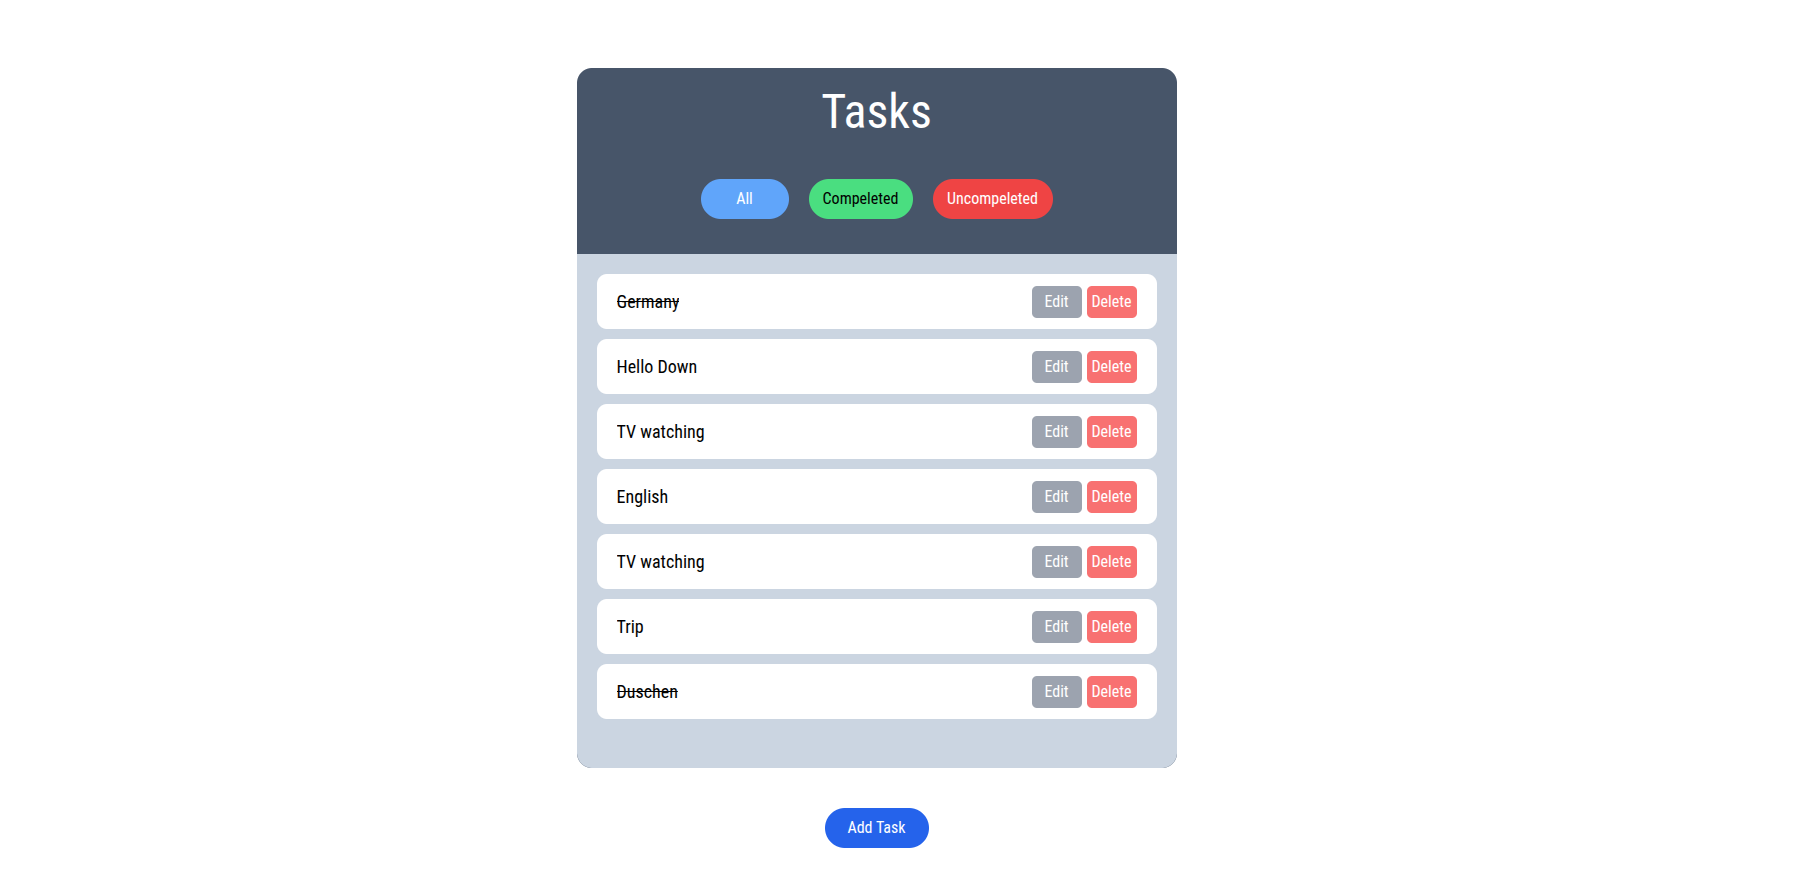 Tasks
All Compeleted Uncompeleted
Germany Edit Delete
Hello Down Edit Delete
TV watching Edit Delete
English Edit Delete
TV watching Edit Delete
Trip Edit Delete
Duschen Edit Delete
Add Task